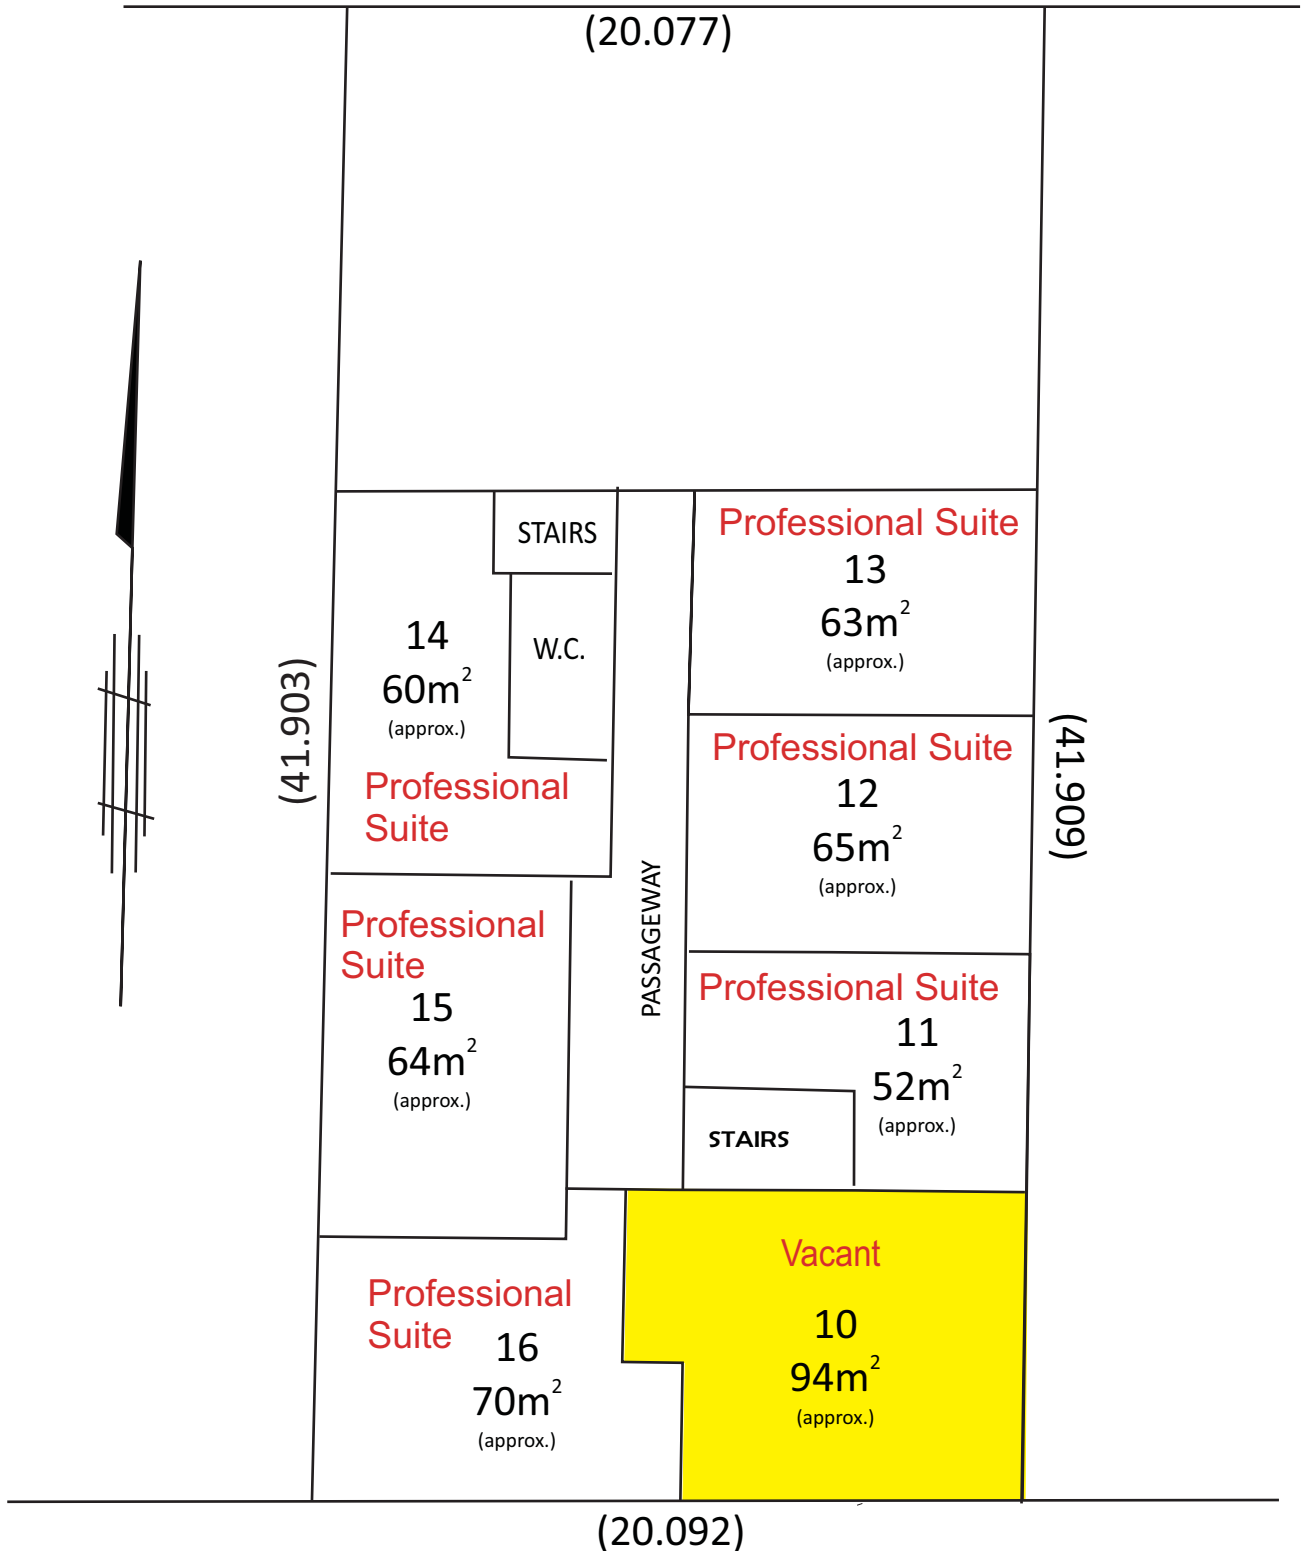 (20.077)
STAIRS
Professional Suite
13
63m²
(approx.)
14
60m²
(approx.)
W.C.
(41.903)
Professional
Suite
Professional Suite
12
65m²
(approx.)
(41.909)
PASSAGEWAY
Professional
Suite
15
64m²
(approx.)
Professional Suite
11
52m²
(approx.)
STAIRS
Vacant
10
94m²
(approx.)
Professional
Suite
16
70m²
(approx.)
(20.092)